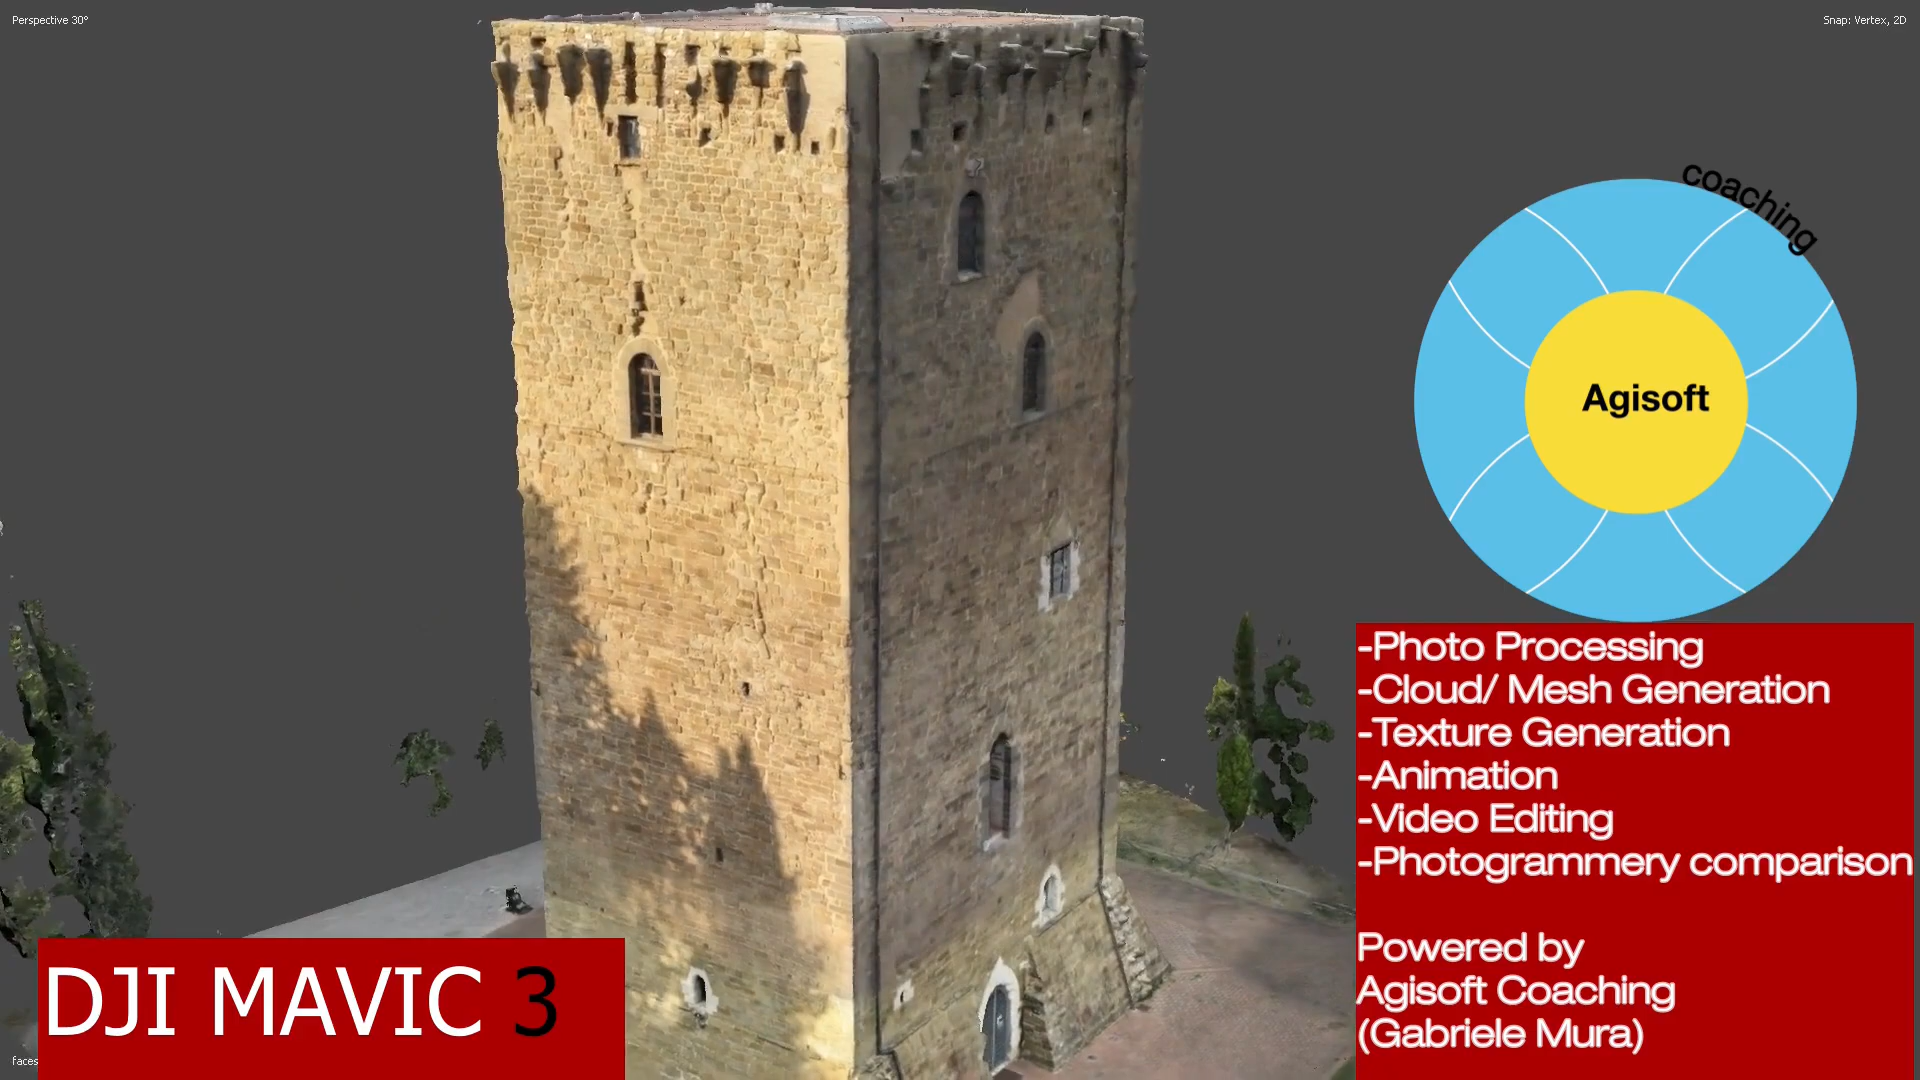 Perspective 30°
Snap: Vertex, 2D
coaching
Agisoft
-Photo Processing
-Cloud/ Mesh Generation
-Texture Generation
-Animation
-Video Editing
-Photogrammery comparison
Powered by
Agisoft Coaching
(Gabriele Mura)
DJI MAVIC 3
faces